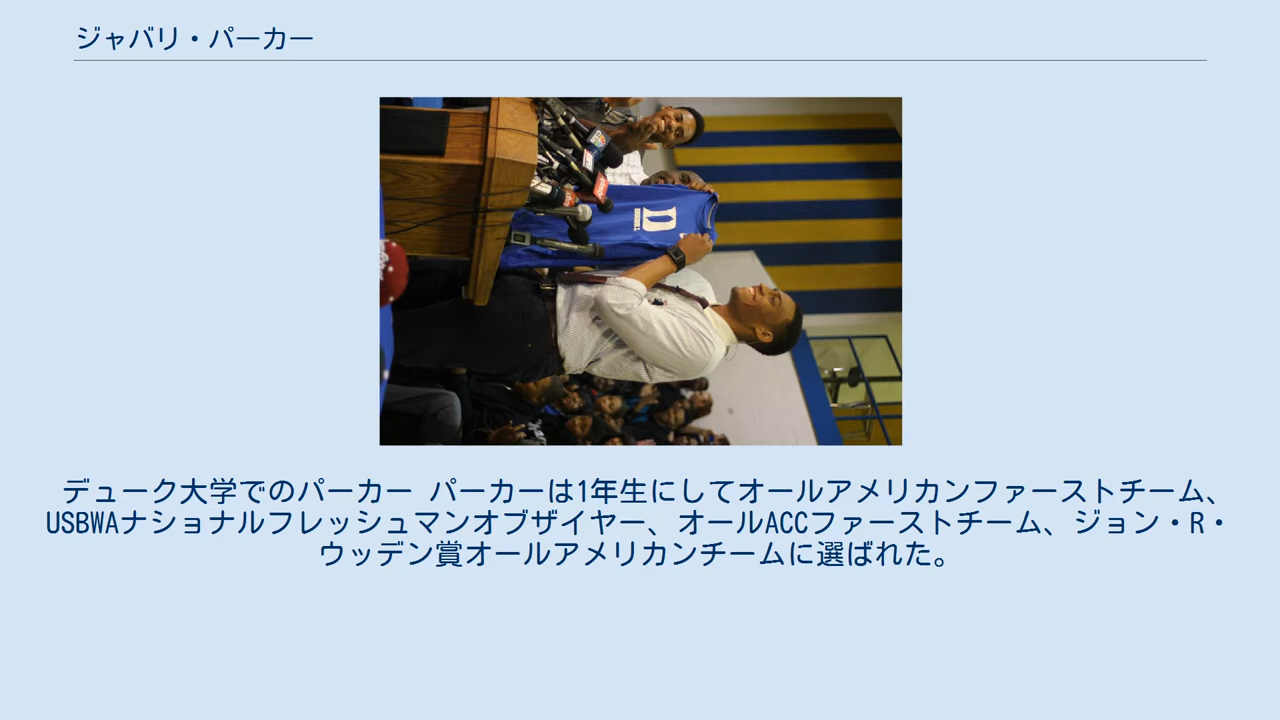 ジャバリ・パーカー
デューク大学でのパーカー パーカーは1年生にしてオールアメリカンファーストチーム、
USBWAナショナルフレッシュマンオブザイヤー、オールACCファーストチーム、ジョン・R・
ウッデン賞オールアメリカンチームに選ばれた。